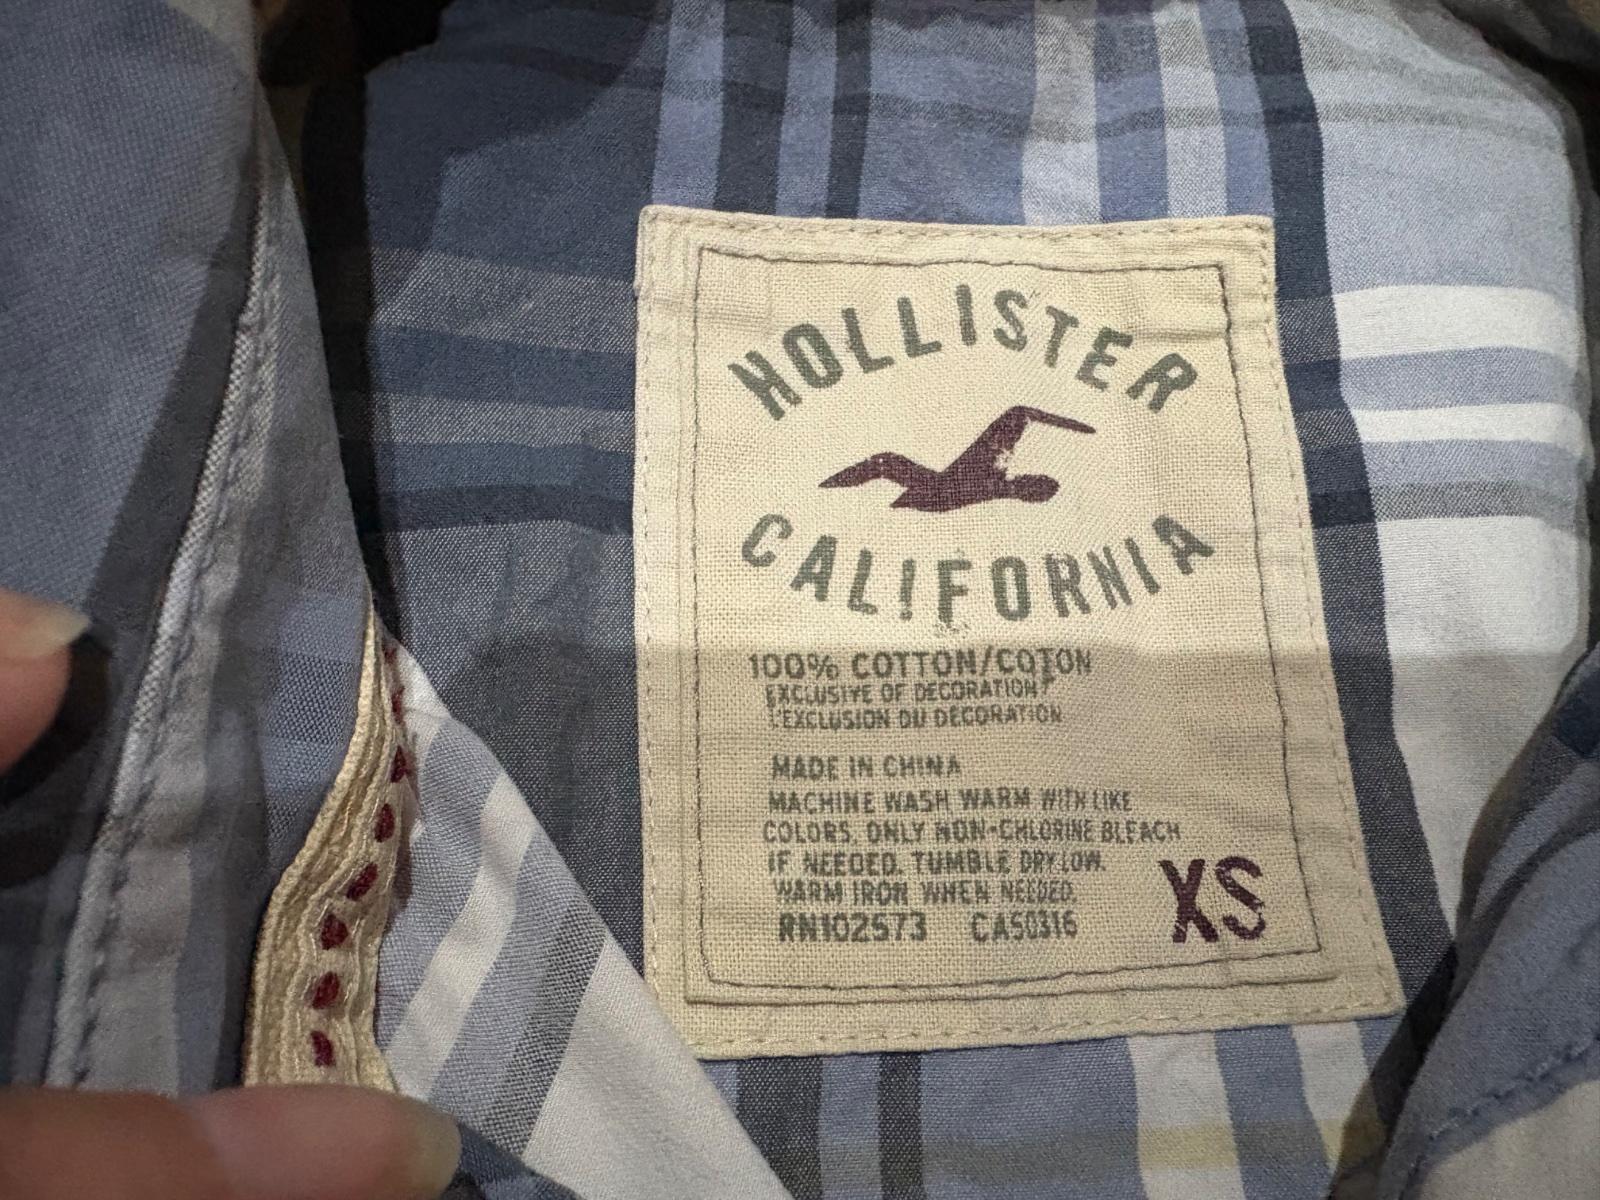 HOLLISTER
CALIFORNIA
100% COTTON/COTON
EXCLUSIVE OF DECORATION/
L'EXCLUSION DU DECORATION
MADE IN CHINA
MACHINE WASH WARM WITH LIKE
COLORS. ONLY NON-CHLORINE BLEACH
IF NEEDED. TUMBLE DRY LOW.
WARM IRON WHEN NEEDED.
RN102573 CA50316
XS